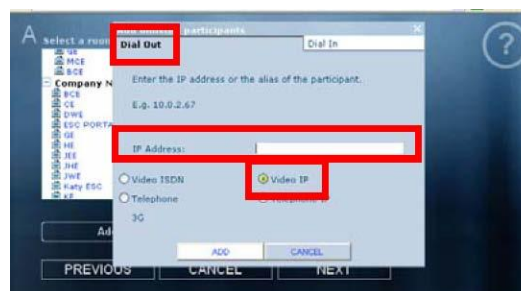 A Select a room
participants
X
Dial Out
Dial In
?
GE
MCE
BCE
Company N
BCE
CE
DWE
ESC PORTA
GE
HE
JEE
JHE
JWE
Katy ESC
KE
Enter the IP address or the alias of the participant.
E.g. 10.0.2.67
IP Address:
Video ISDN
Video IP
Telephone
3G
Ad
ADD
CANCEL
PREVIOUS
CANCEL
NEXT